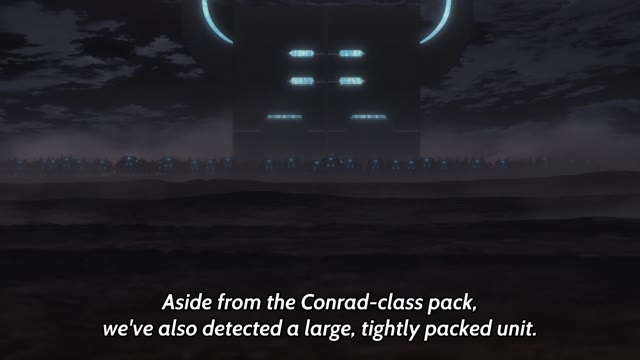 Aside from the Conrad-class pack,
we've also detected a large, tightly packed unit.